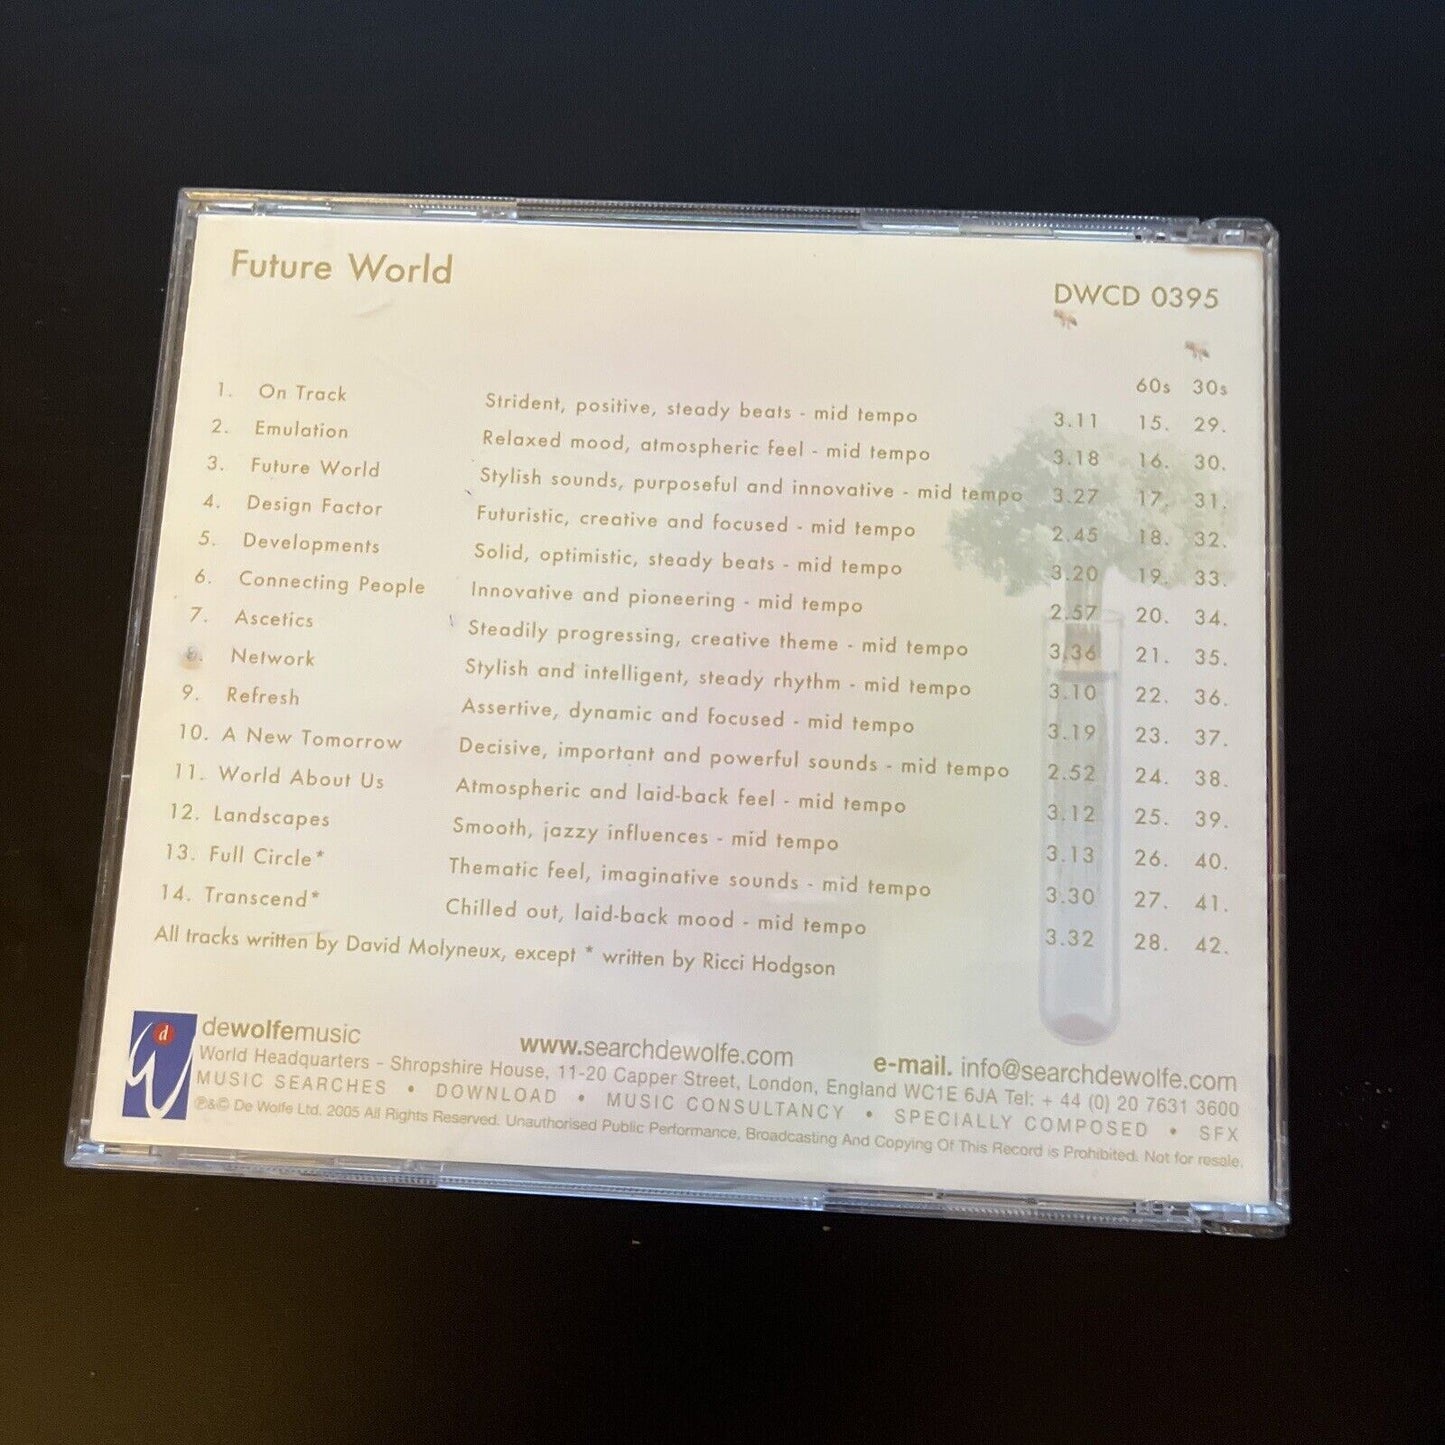 Future World
DWCD 0395
60s 30s
1. On Track Strident, positive, steady beats - mid tempo 3.11 15. 29.
2. Emulation Relaxed mood, atmospheric feel - mid tempo 3.18 16. 30.
3. Future World Stylish sounds, purposeful and innovative - mid tempo 3.27 17. 31.
4. Design Factor Futuristic, creative and focused - mid tempo 2.45 18. 32.
5. Developments Solid, optimistic, steady beats - mid tempo 3.20 19. 33.
6. Connecting People Innovative and pioneering - mid tempo 2.57 20. 34.
7. Ascetics Steadily progressing, creative theme - mid tempo 3.36 21. 35.
8. Network Stylish and intelligent, steady rhythm - mid tempo 3.10 22. 36.
9. Refresh Assertive, dynamic and focused - mid tempo 3.19 23. 37.
10. A New Tomorrow Decisive, important and powerful sounds - mid tempo 2.52 24. 38.
11. World About Us Atmospheric and laid-back feel - mid tempo 3.12 25. 39.
12. Landscapes Smooth, jazzy influences - mid tempo 3.13 26. 40.
13. Full Circle* Thematic feel, imaginative sounds - mid tempo 3.30 27. 41.
14. Transcend* Chilled out, laid-back mood - mid tempo 3.32 28. 42.
All tracks written by David Molyneux, except * written by Ricci Hodgson
d
dewolfemusic www.searchdewolfe.com e-mail. info@searchdewolfe.com
World Headquarters - Shropshire House, 11-20 Capper Street, London, England WC1E 6JA Tel: + 44 (0) 20 7631 3600
MUSIC SEARCHES • DOWNLOAD • MUSIC CONSULTANCY • SPECIALLY COMPOSED • SFX
℗&© De Wolfe Ltd. 2005 All Rights Reserved. Unauthorised Public Performance, Broadcasting And Copying Of This Record is Prohibited. Not for resale.